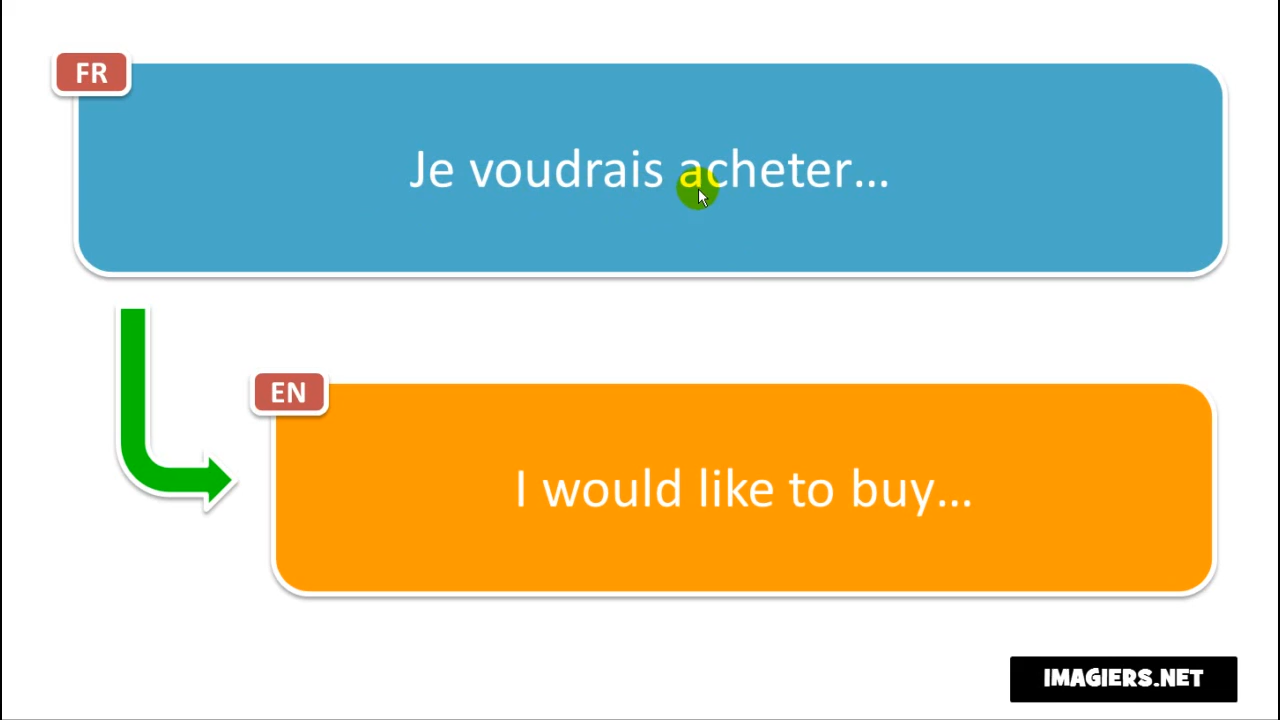 FR
Je voudrais acheter...
EN
I would like to buy...
IMAGIERS.NET